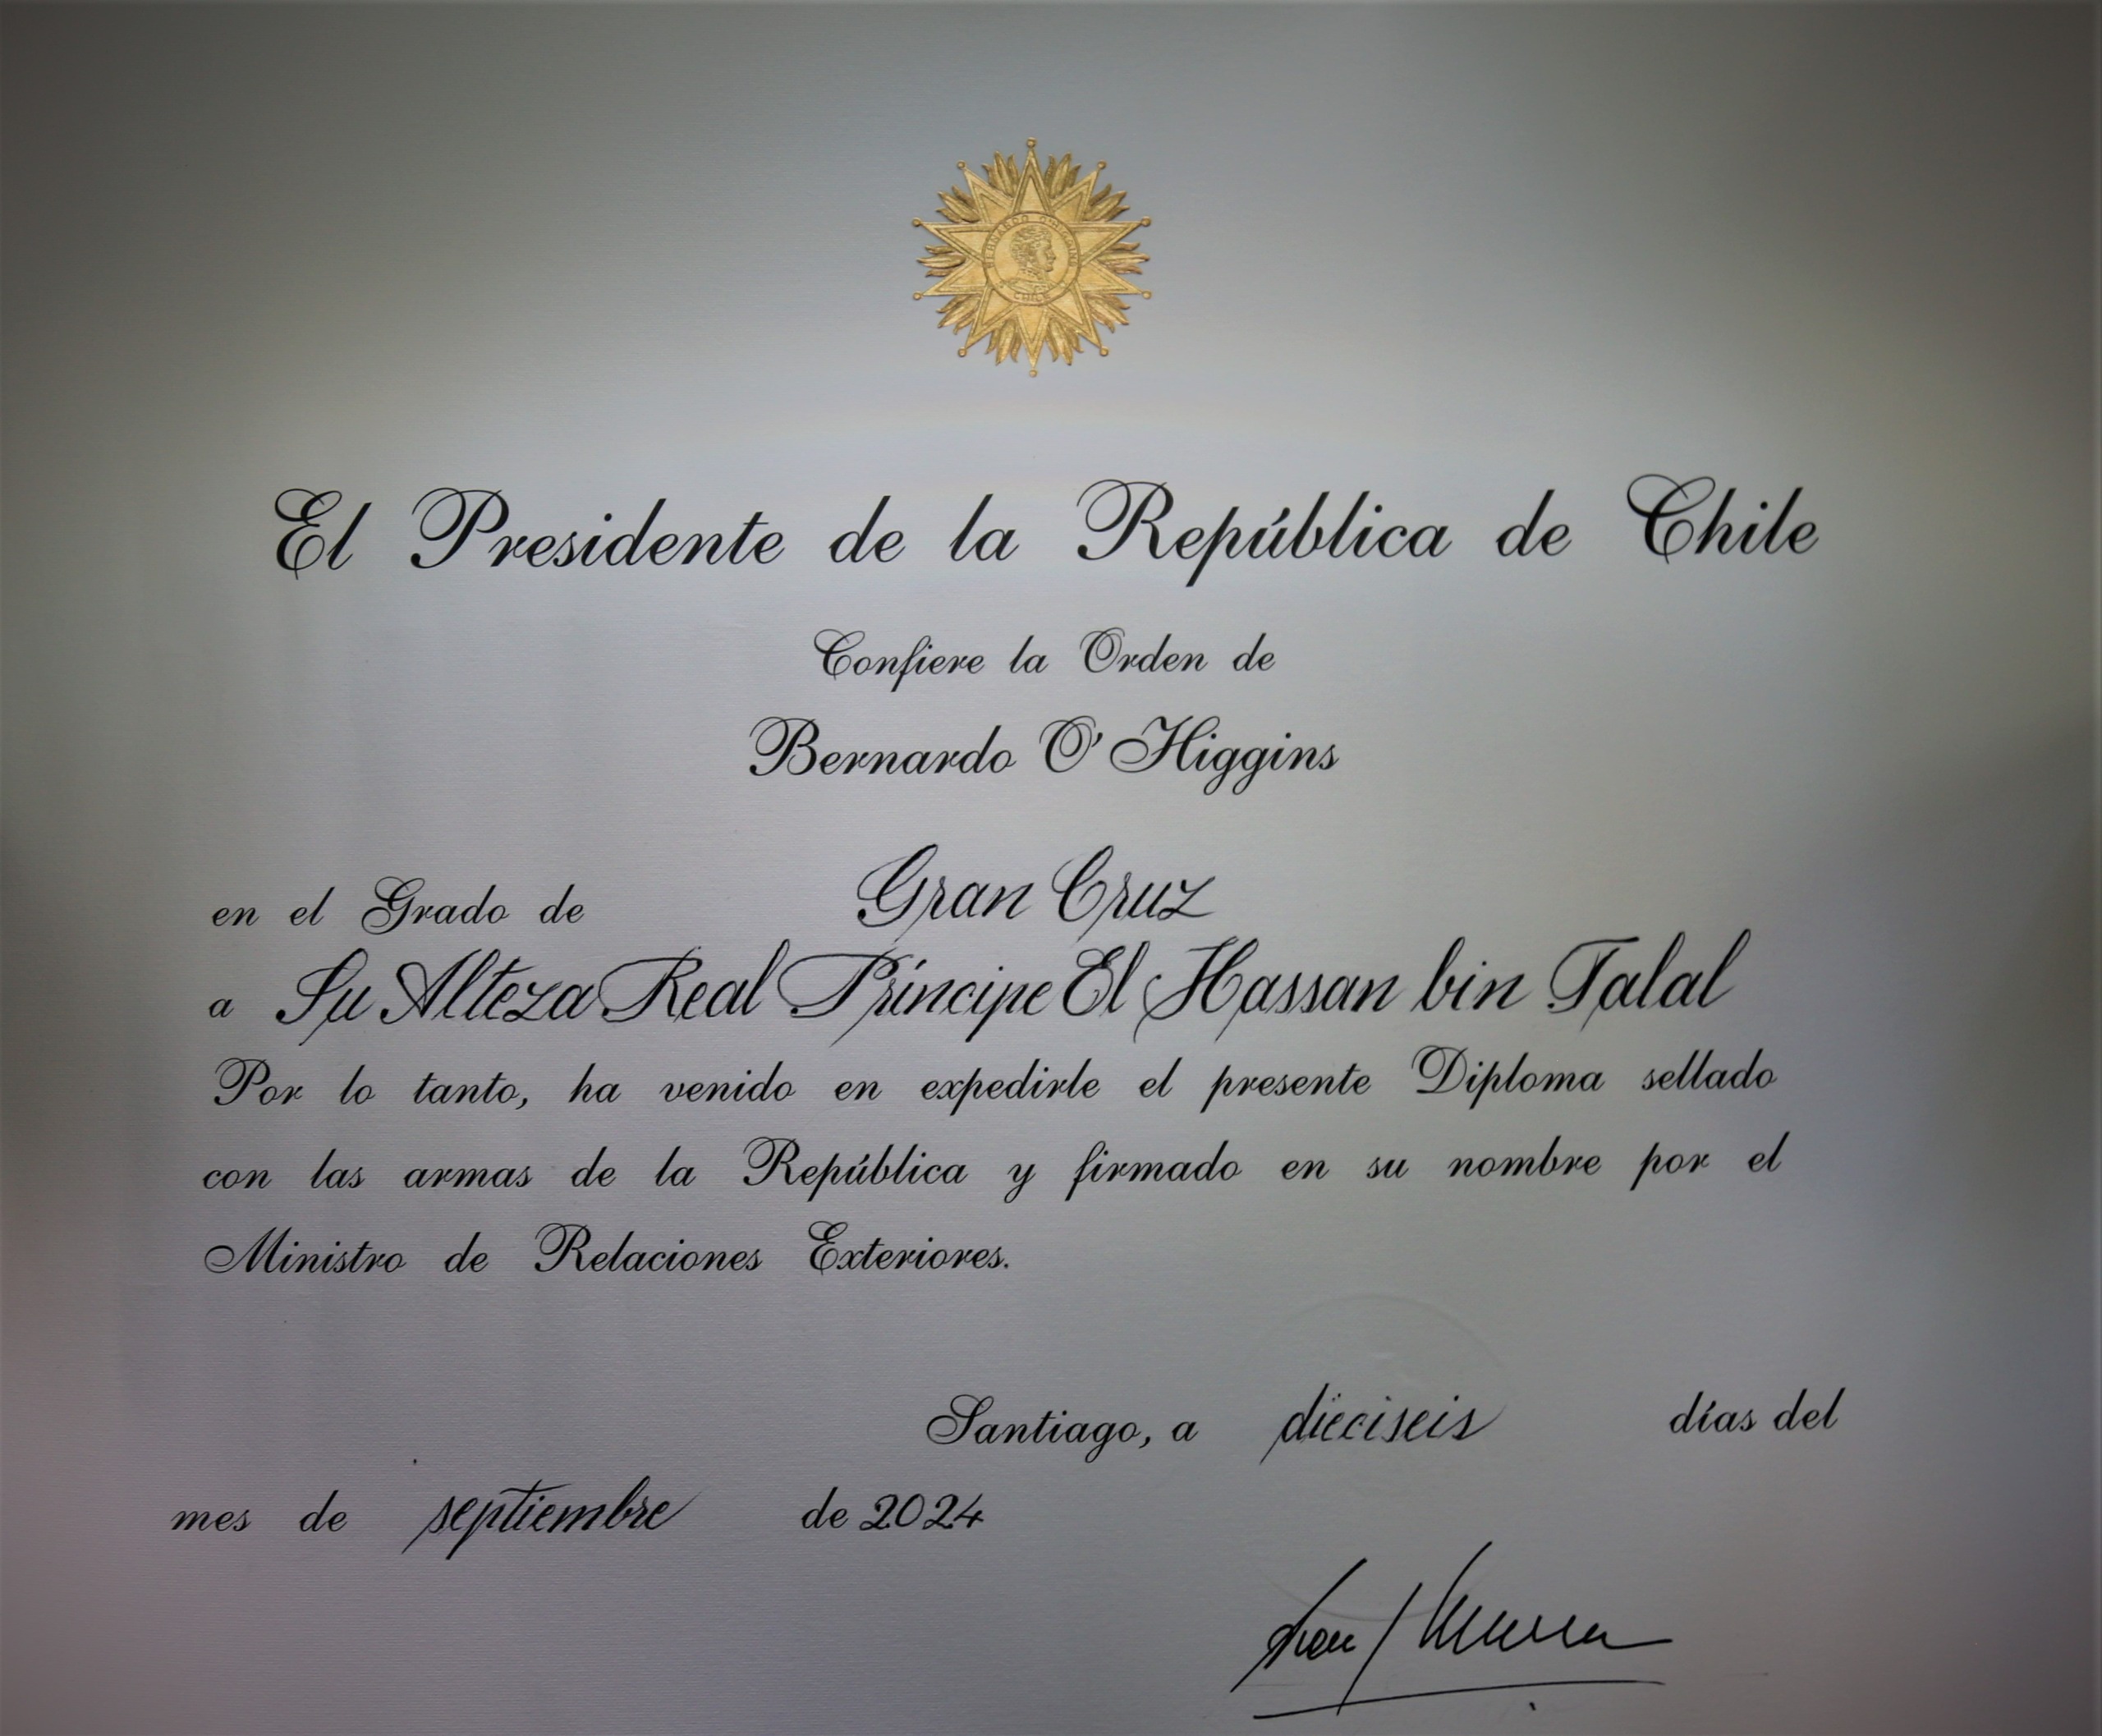 BERNARDO O'HIGGINS
CHILE
El Presidente de la República de Chile
Confiere la Orden de
Bernardo O'Higgins
en el Grado de Gran Cruz
a Su Alteza Real Príncipe El Hassan bin Talal
Por lo tanto, ha venido en expedirle el presente Diploma sellado
con las armas de la República y firmado en su nombre por el
Ministro de Relaciones Exteriores.
Santiago, a dieciseis días del
mes de septiembre de 2024